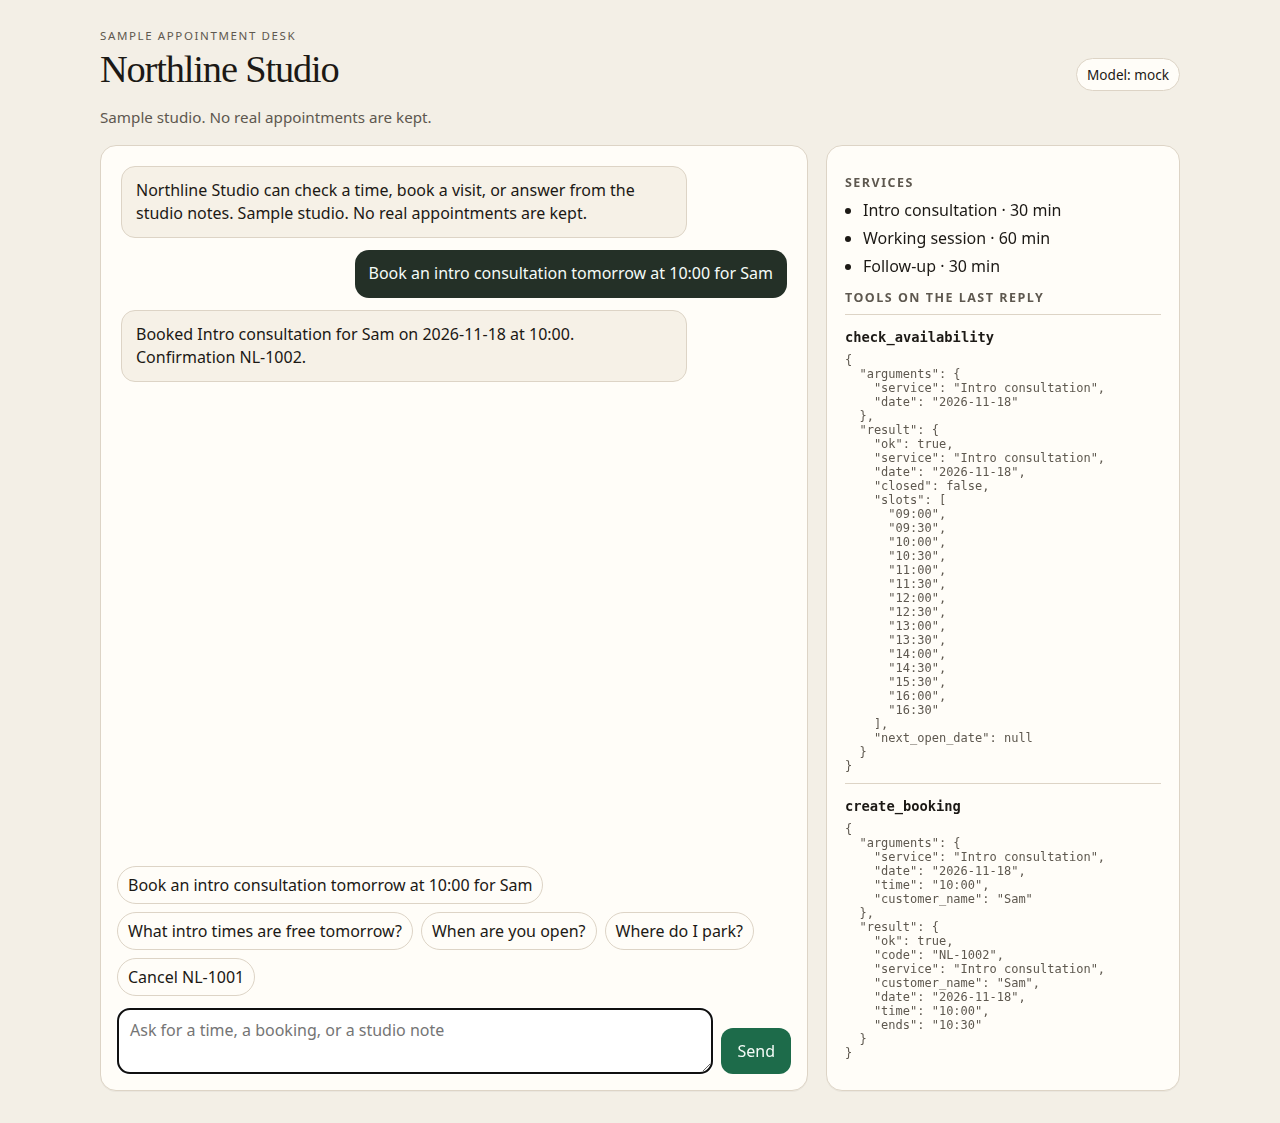 SAMPLE APPOINTMENT DESK
Northline Studio
Model: mock
Sample studio. No real appointments are kept.
Northline Studio can check a time, book a visit, or answer from the
studio notes. Sample studio. No real appointments are kept.
Book an intro consultation tomorrow at 10:00 for Sam
Booked Intro consultation for Sam on 2026-11-18 at 10:00.
Confirmation NL-1002.
Book an intro consultation tomorrow at 10:00 for Sam
What intro times are free tomorrow?
When are you open?
Where do I park?
Cancel NL-1001
Ask for a time, a booking, or a studio note
Send
SERVICES
• Intro consultation · 30 min
• Working session · 60 min
• Follow-up · 30 min
TOOLS ON THE LAST REPLY
check_availability
{
  "arguments": {
    "service": "Intro consultation",
    "date": "2026-11-18"
  },
  "result": {
    "ok": true,
    "service": "Intro consultation",
    "date": "2026-11-18",
    "closed": false,
    "slots": [
      "09:00",
      "09:30",
      "10:00",
      "10:30",
      "11:00",
      "11:30",
      "12:00",
      "12:30",
      "13:00",
      "13:30",
      "14:00",
      "14:30",
      "15:30",
      "16:00",
      "16:30"
    ],
    "next_open_date": null
  }
}
create_booking
{
  "arguments": {
    "service": "Intro consultation",
    "date": "2026-11-18",
    "time": "10:00",
    "customer_name": "Sam"
  },
  "result": {
    "ok": true,
    "code": "NL-1002",
    "service": "Intro consultation",
    "customer_name": "Sam",
    "date": "2026-11-18",
    "time": "10:00",
    "ends": "10:30"
  }
}